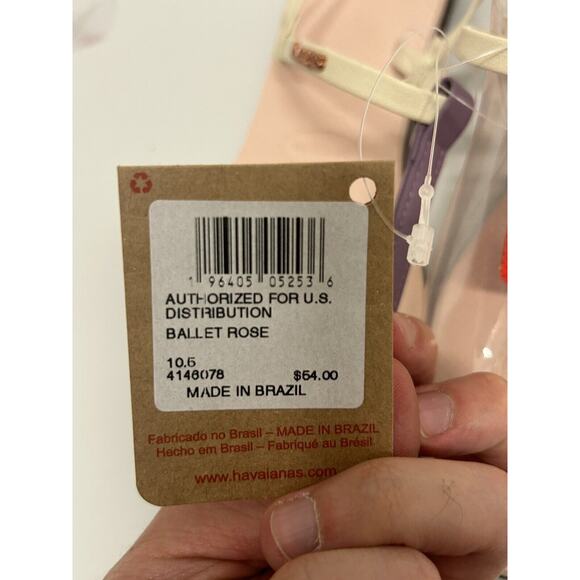 1 96405 05253 6
AUTHORIZED FOR U.S.
DISTRIBUTION
BALLET ROSE
10.5
4146078 $54.00
MADE IN BRAZIL
Fabricado no Brasil – MADE IN BRAZIL
Hecho em Brasil – Fabriqué au Brésil
www.havaianas.com